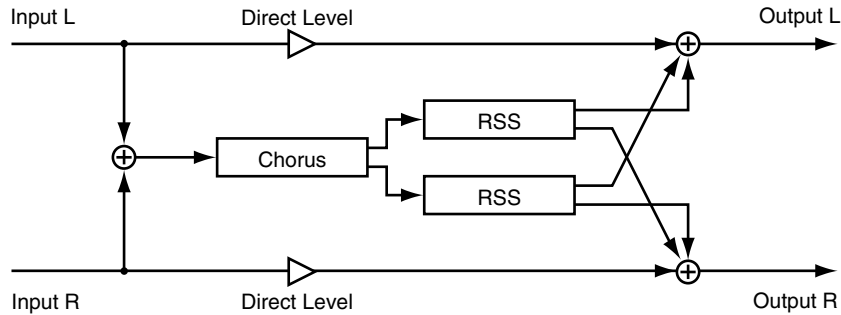 Input L
Direct Level
Output L
RSS
Chorus
RSS
Input R
Direct Level
Output R